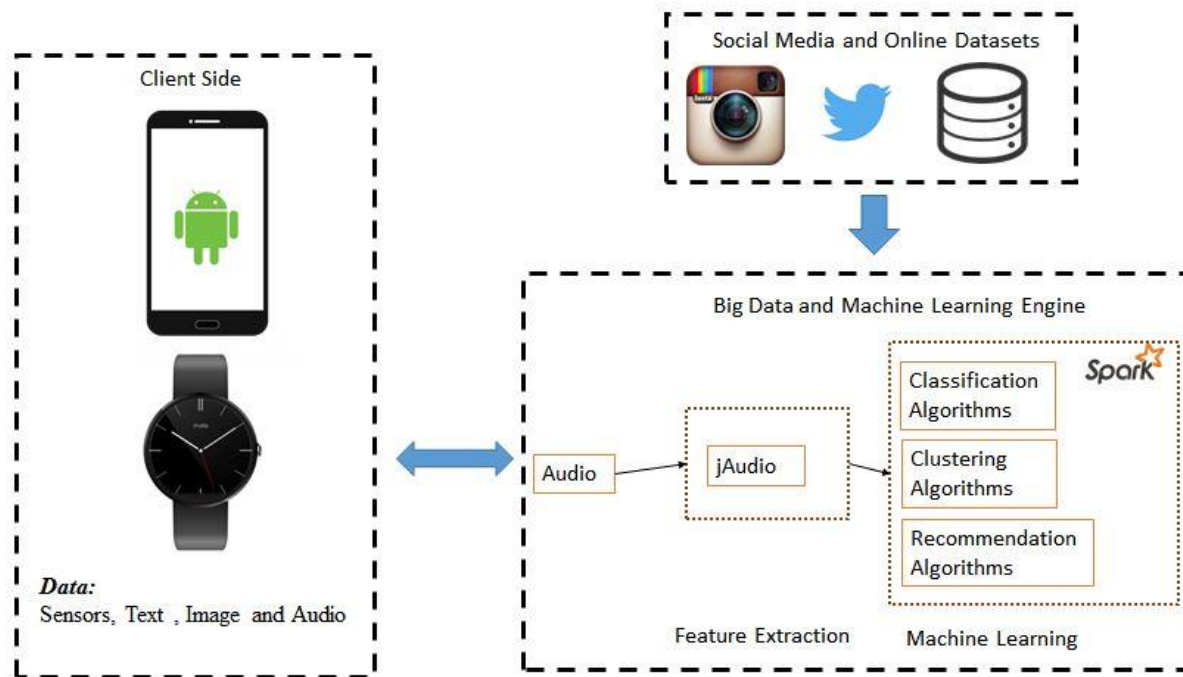 Client Side
Data:
Sensors, Text , Image and Audio
Social Media and Online Datasets
Insta
Big Data and Machine Learning Engine
Audio
jAudio
Spark
Classification
Algorithms
Clustering
Algorithms
Recommendation
Algorithms
Feature Extraction
Machine Learning